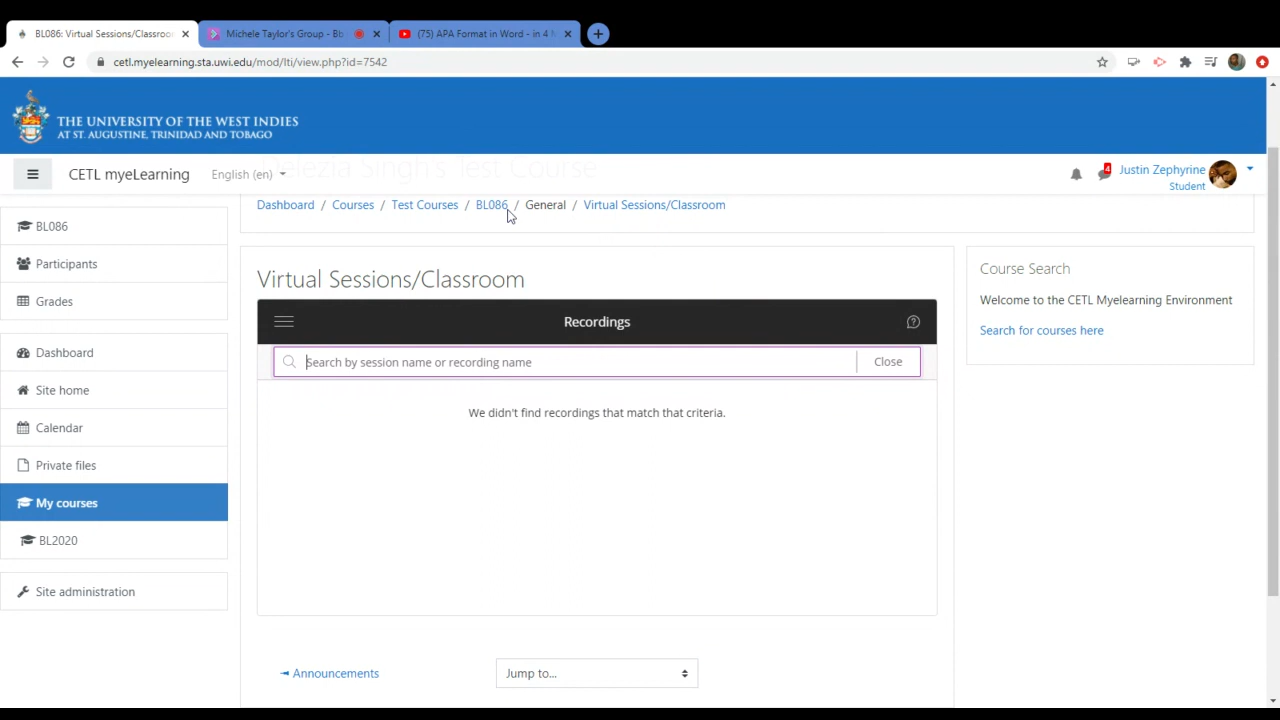 BL086: Virtual Sessions/Classroom
Michele Taylor's Group - Bb
(75) APA Format in Word - in 4 M
cetl.myelearning.sta.uwi.edu/mod/lti/view.php?id=7542
THE UNIVERSITY OF THE WEST INDIES
AT ST. AUGUSTINE, TRINIDAD AND TOBAGO
Delezia Singh's Test Course
CETL myeLearning
English (en)
4
Justin Zephyrine
Student
Dashboard / Courses / Test Courses / BL086 / General / Virtual Sessions/Classroom
BL086
Participants
Grades
Dashboard
Site home
Calendar
Private files
My courses
BL2020
Site administration
Virtual Sessions/Classroom
Recordings
Search by session name or recording name
Close
We didn't find recordings that match that criteria.
Announcements
Jump to...
Course Search
Welcome to the CETL Myelearning Environment
Search for courses here